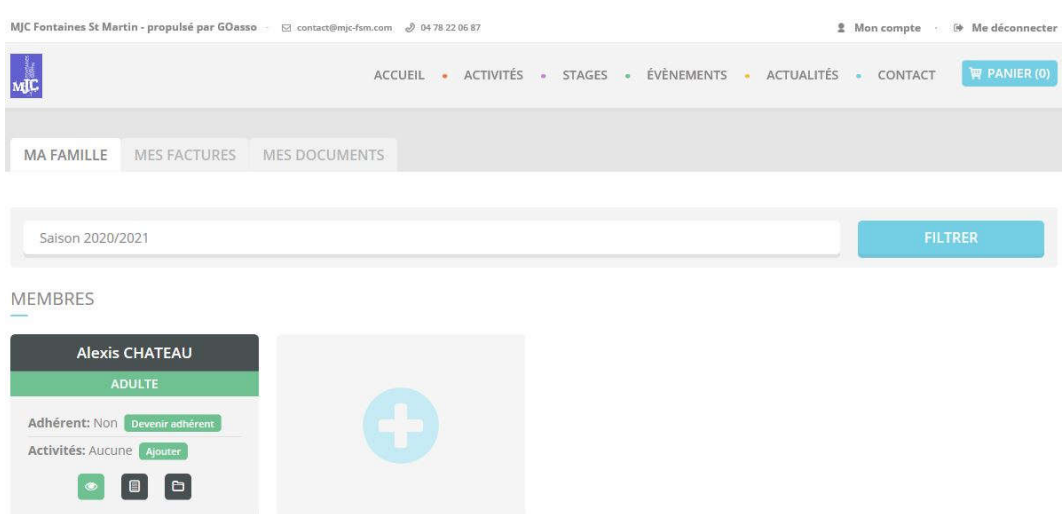 MJC Fontaines St Martin - propulsé par GOasso · contact@mjc-fsm.com 04 78 22 06 87 Mon compte · Me déconnecter
MJC ACCUEIL • ACTIVITÉS • STAGES • ÉVÈNEMENTS • ACTUALITÉS • CONTACT PANIER (0)
MA FAMILLE MES FACTURES MES DOCUMENTS
Saison 2020/2021 FILTRER
MEMBRES
Alexis CHATEAU
ADULTE
Adhérent: Non Devenir adhérent
Activités: Aucune Ajouter